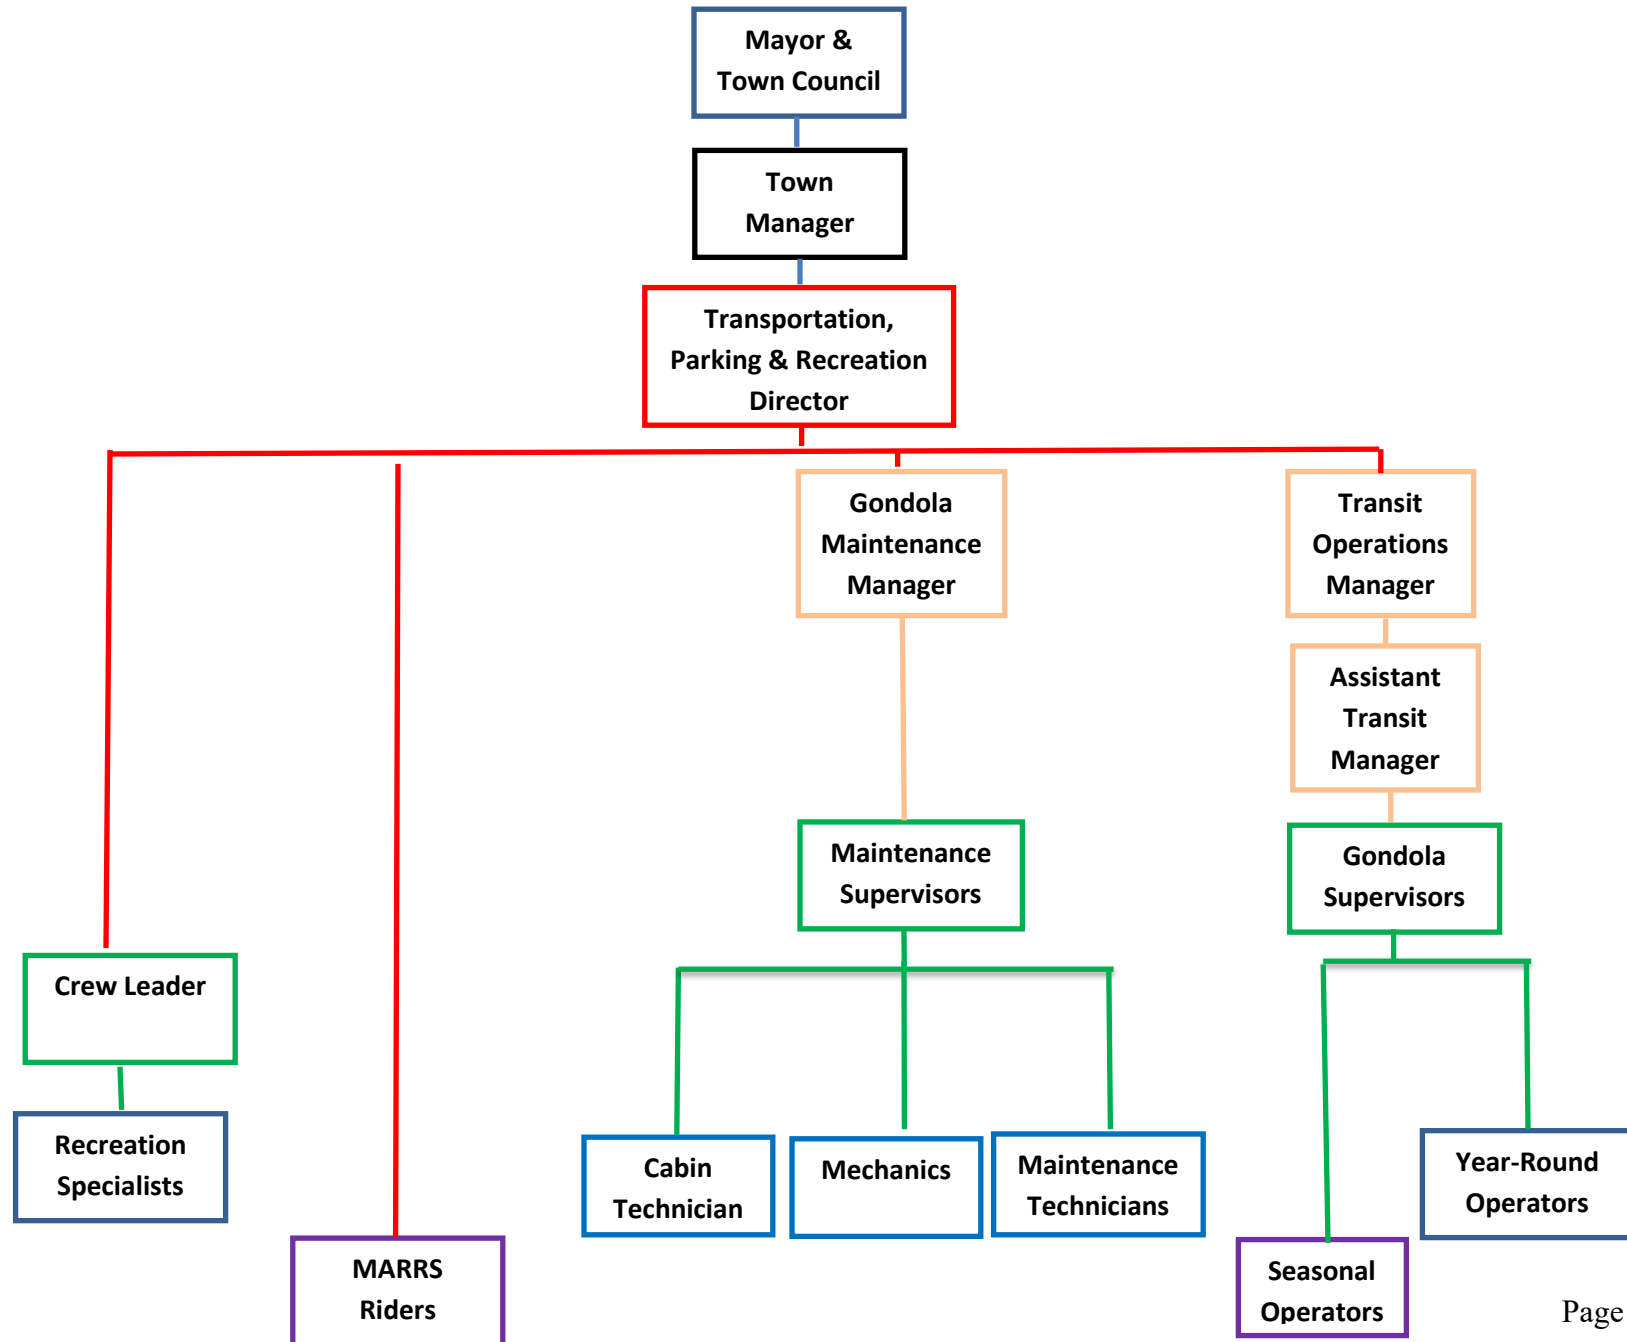 Mayor &
Town Council
Town
Manager
Transportation,
Parking & Recreation
Director
Gondola
Maintenance
Manager
Transit
Operations
Manager
Assistant
Transit
Manager
Maintenance
Supervisors
Gondola
Supervisors
Crew Leader
Recreation
Specialists
Cabin
Technician
Mechanics
Maintenance
Technicians
Year-Round
Operators
MARRS
Riders
Seasonal
Operators
Page